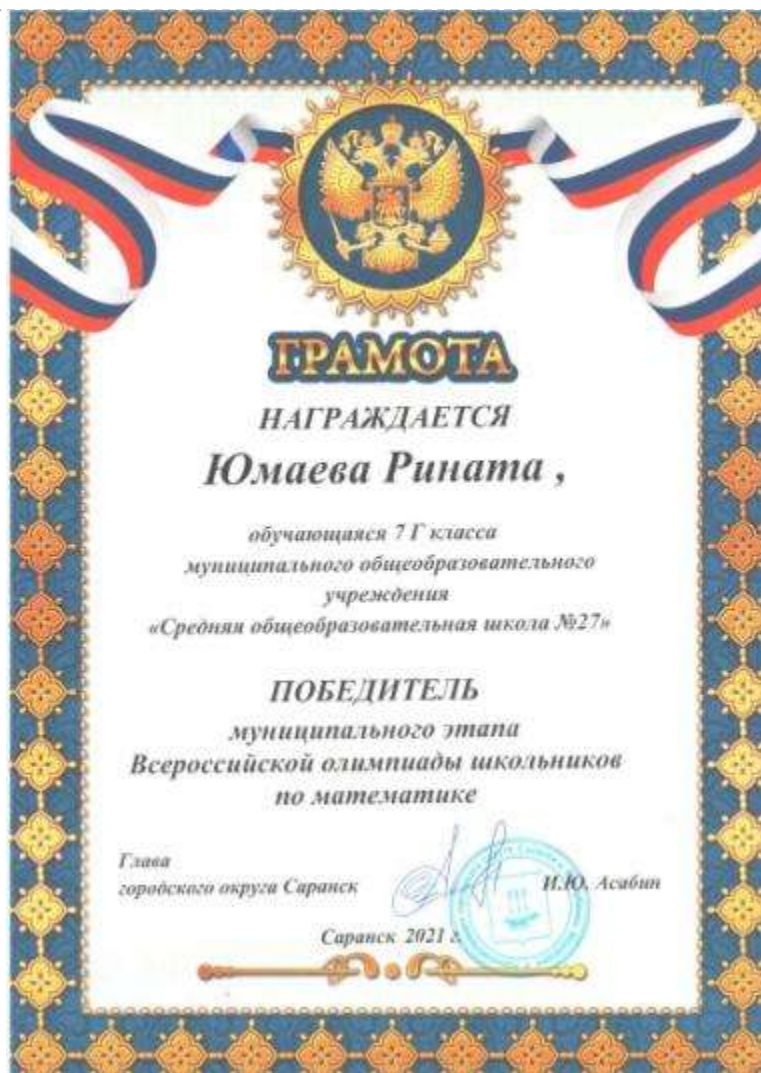 ГРАМОТА
НАГРАЖДАЕТСЯ
Юмаева Рината ,
обучающаяся 7 Г класса
муниципального общеобразовательного
учреждения
«Средняя общеобразовательная школа №27»
ПОБЕДИТЕЛЬ
муниципального этапа
Всероссийской олимпиады школьников
по математике
Глава
городского округа Саранск И.Ю. Асабин
Саранск 2021 г.